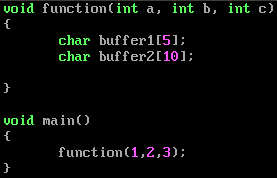 void function(int a, int b, int c)
{
char buffer1[5];
char buffer2[10];
}
void main()
{
function(1,2,3);
}